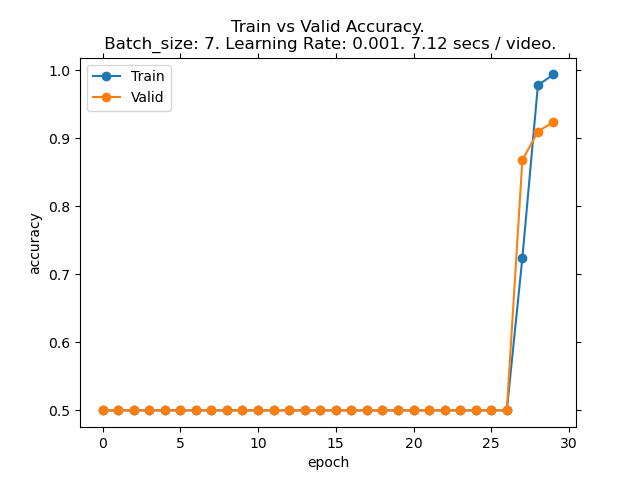 Train vs Valid Accuracy.
Batch_size: 7. Learning Rate: 0.001. 7.12 secs / video.
Train
Valid
1.0
0.9
0.8
0.7
0.6
0.5
accuracy
0 5 10 15 20 25 30
epoch